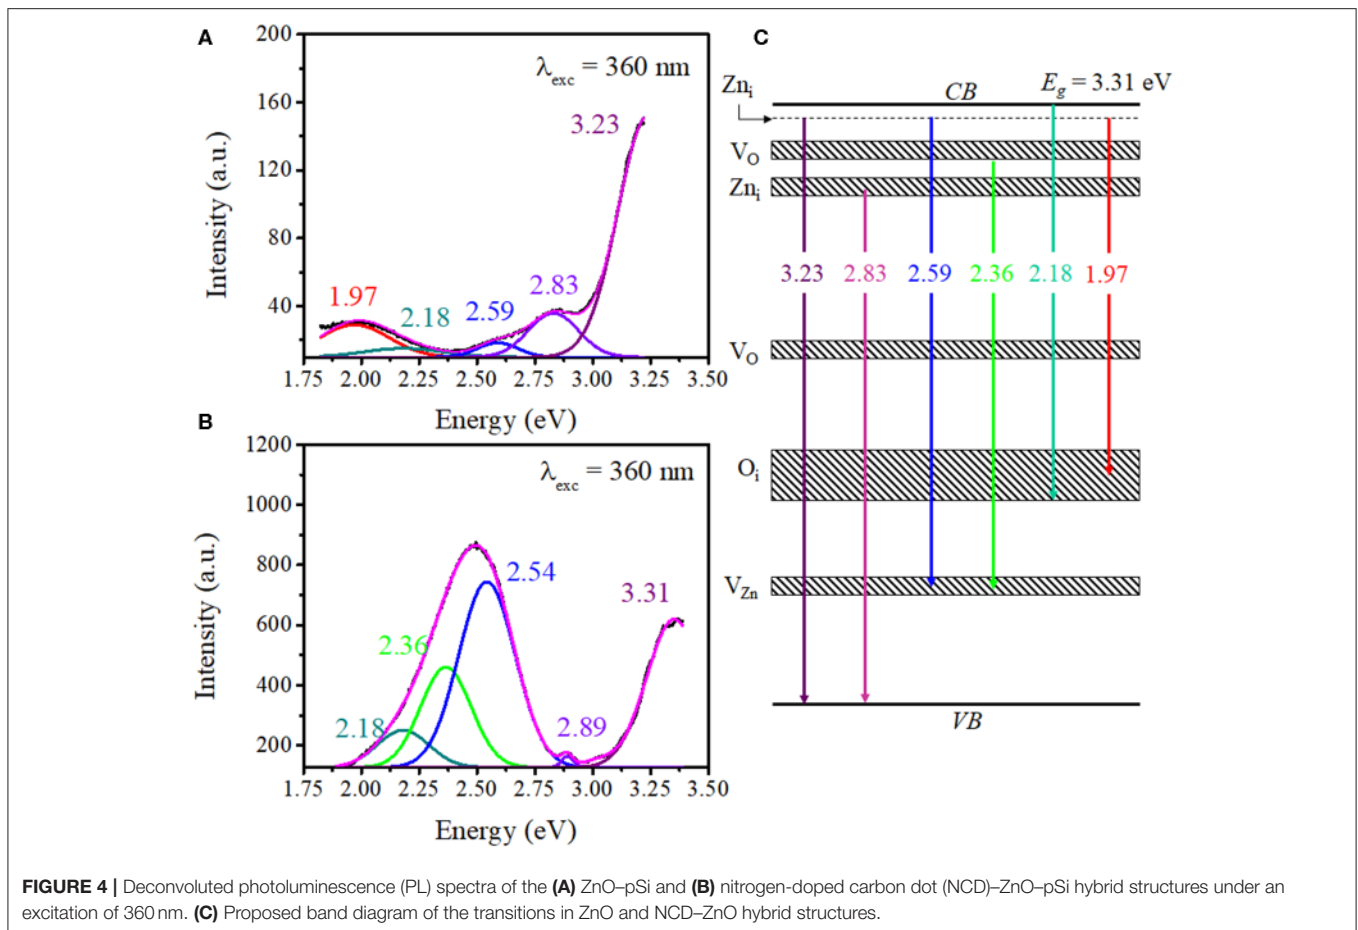 A
200
160
120
80
40
Intensity (a.u.)
λexc = 360 nm
3.23
1.97
2.18
2.59
2.83
1.75 2.00 2.25 2.50 2.75 3.00 3.25 3.50
Energy (eV)
B
1200
1000
800
600
400
200
Intensity (a.u.)
λexc = 360 nm
2.54
3.31
2.36
2.18
2.89
1.75 2.00 2.25 2.50 2.75 3.00 3.25 3.50
Energy (eV)
C
Zni
CB
Eg = 3.31 eV
VO
Zni
3.23 2.83 2.59 2.36 2.18 1.97
VO
Oi
VZn
VB
FIGURE 4 | Deconvoluted photoluminescence (PL) spectra of the (A) ZnO–pSi and (B) nitrogen-doped carbon dot (NCD)–ZnO–pSi hybrid structures under an
excitation of 360 nm. (C) Proposed band diagram of the transitions in ZnO and NCD–ZnO hybrid structures.